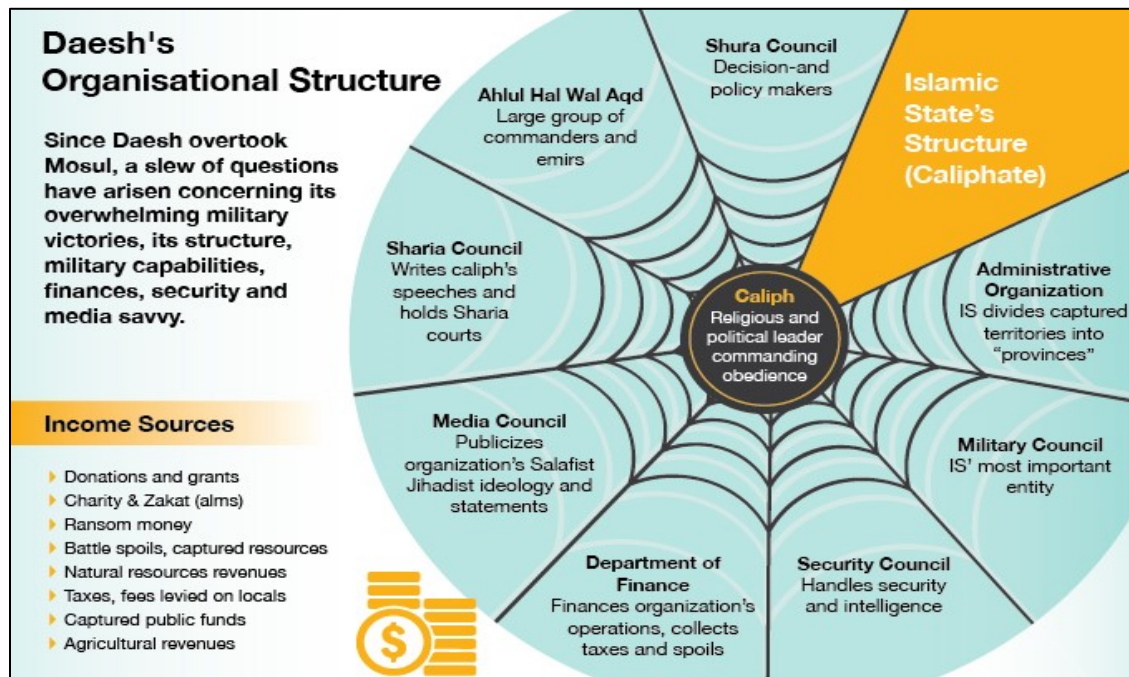 Daesh's
Organisational Structure
Since Daesh overtook
Mosul, a slew of questions
have arisen concerning its
overwhelming military
victories, its structure,
military capabilities,
finances, security and
media savvy.
Income Sources
Donations and grants
Charity & Zakat (alms)
Ransom money
Battle spoils, captured resources
Natural resources revenues
Taxes, fees levied on locals
Captured public funds
Agricultural revenues
$
Shura Council
Decision-and
policy makers
Islamic
State's
Structure
(Caliphate)
Ahlul Hal Wal Aqd
Large group of
commanders and
emirs
Sharia Council
Writes caliph's
speeches and
holds Sharia
courts
Caliph
Religious and
political leader
commanding
obedience
Administrative
Organization
IS divides captured
territories into
“provinces”
Media Council
Publicizes
organization's Salafist
Jihadist ideology and
statements
Military Council
IS' most important
entity
Department of
Finance
Finances organization's
operations, collects
taxes and spoils
Security Council
Handles security
and intelligence